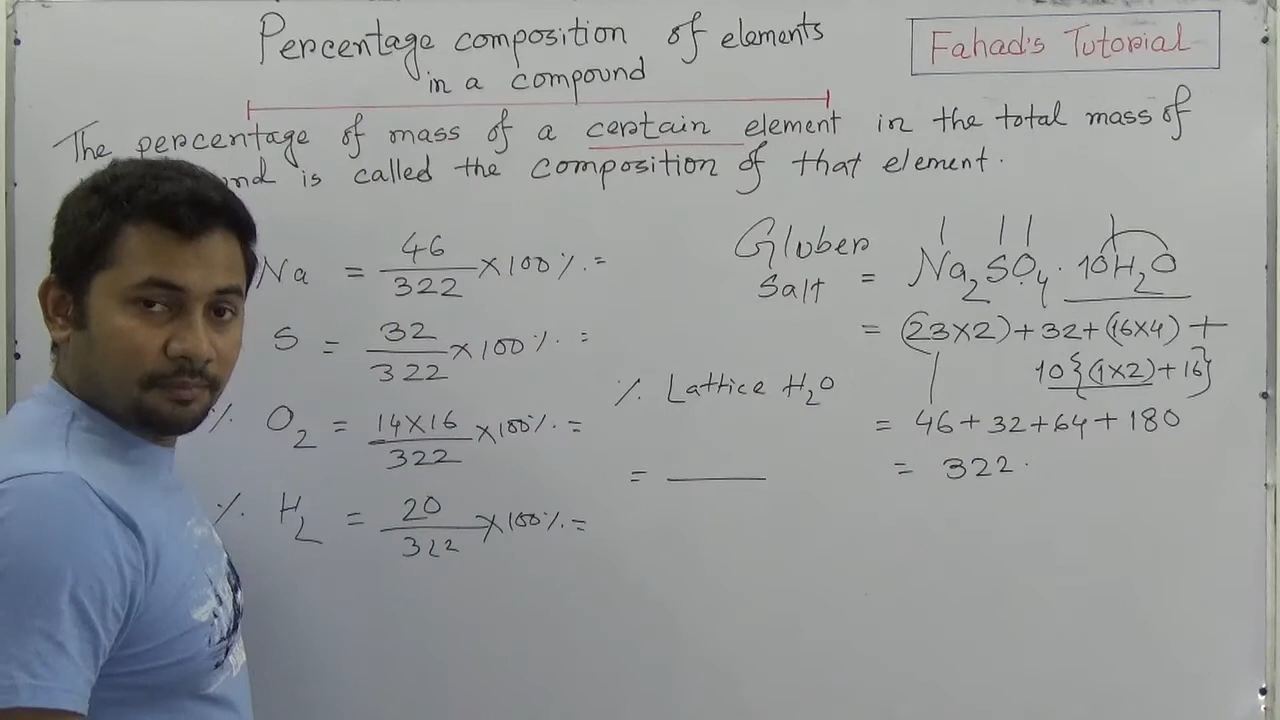 Percentage composition of elements
in a compound
Fahad's Tutorial
The percentage of mass of a certain element in the total mass of
is called the composition of that element.
Na = 46/322 × 100% =
S = 32/322 × 100% =
% O₂ = 14×16/322 × 100% =
% H₂ = 20/322 × 100% =
% Lattice H₂O
= ____
Gluber
Salt = Na₂SO₄·10H₂O
= (23×2)+32+(16×4)+
10{(1×2)+16}
= 46+32+64+180
= 322.